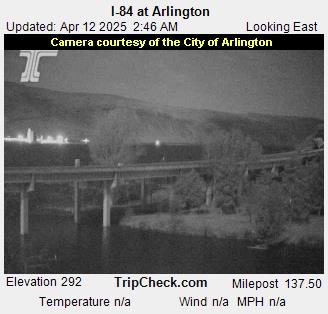 I-84 at Arlington
Updated: Apr 12 2025 2:46 AM Looking East
Camera courtesy of the City of Arlington
Elevation 292 TripCheck.com Milepost 137.50
Temperature n/a Wind n/a MPH n/a